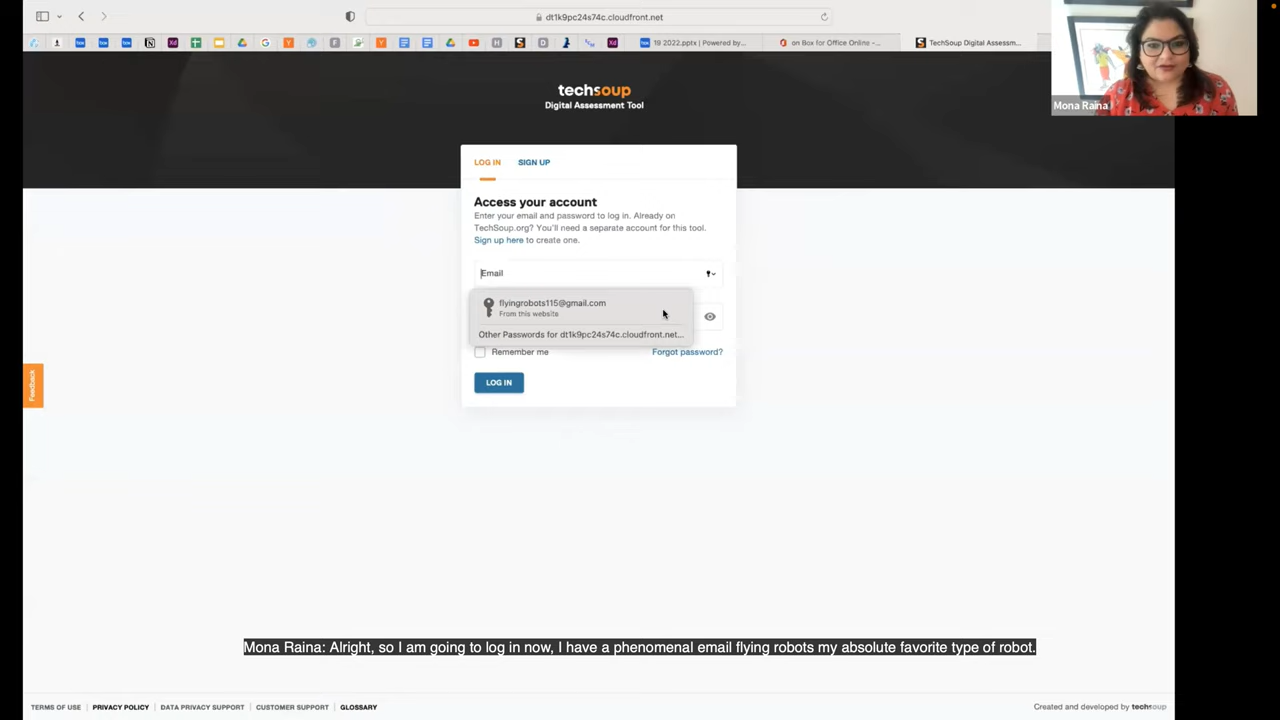 dt1k9pc24s74c.cloudfront.net
19 2022.pptx | Powered by...
on Box for Office Online -...
TechSoup Digital Assessm...
Mona Raina
techsoup
Digital Assessment Tool
LOG IN
SIGN UP
Access your account
Enter your email and password to log in. Already on
TechSoup.org? You'll need a separate account for this tool.
Sign up here to create one.
Email
flyingrobots115@gmail.com
From this website
Other Passwords for dt1k9pc24s74c.cloudfront.net...
Remember me
Forgot password?
LOG IN
Feedback
Mona Raina: Alright, so I am going to log in now, I have a phenomenal email flying robots my absolute favorite type of robot.
TERMS OF USE | PRIVACY POLICY | DATA PRIVACY SUPPORT | CUSTOMER SUPPORT | GLOSSARY
Created and developed by techsoup